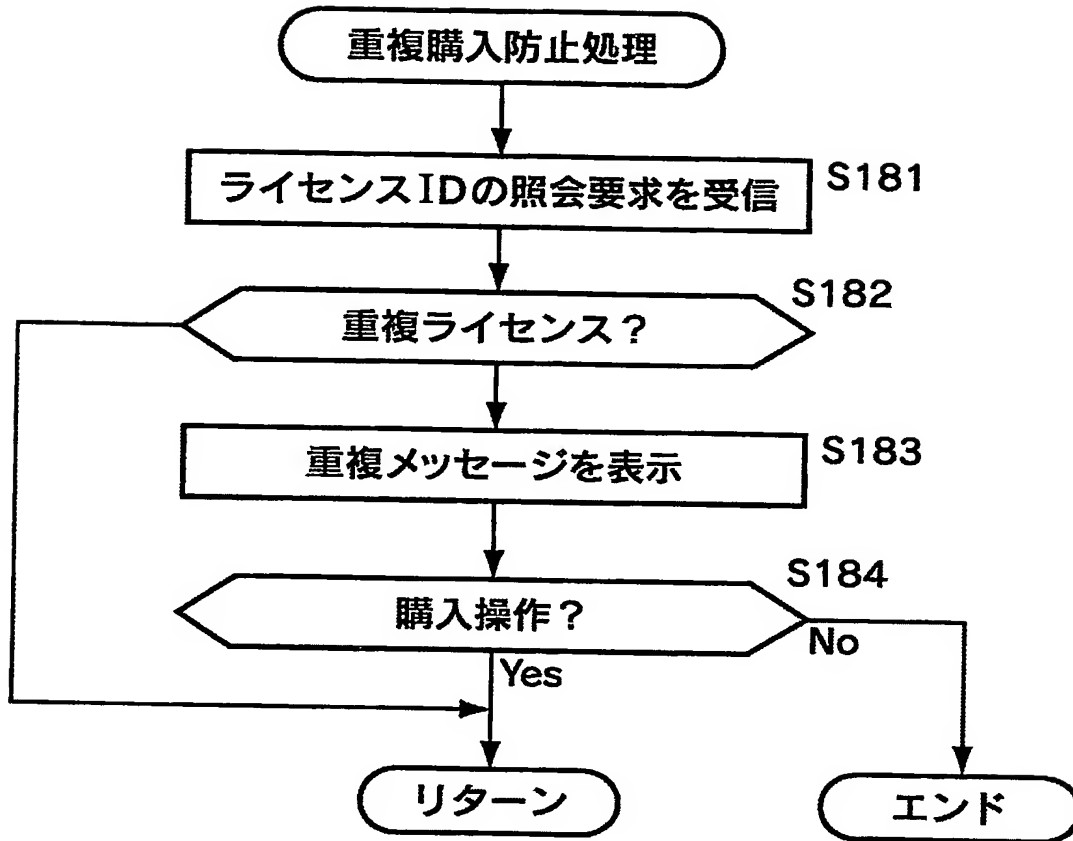 重複購入防止処理
ライセンスIDの照会要求を受信
S181
重複ライセンス?
S182
重複メッセージを表示
S183
購入操作?
S184
Yes
No
リターン
エンド